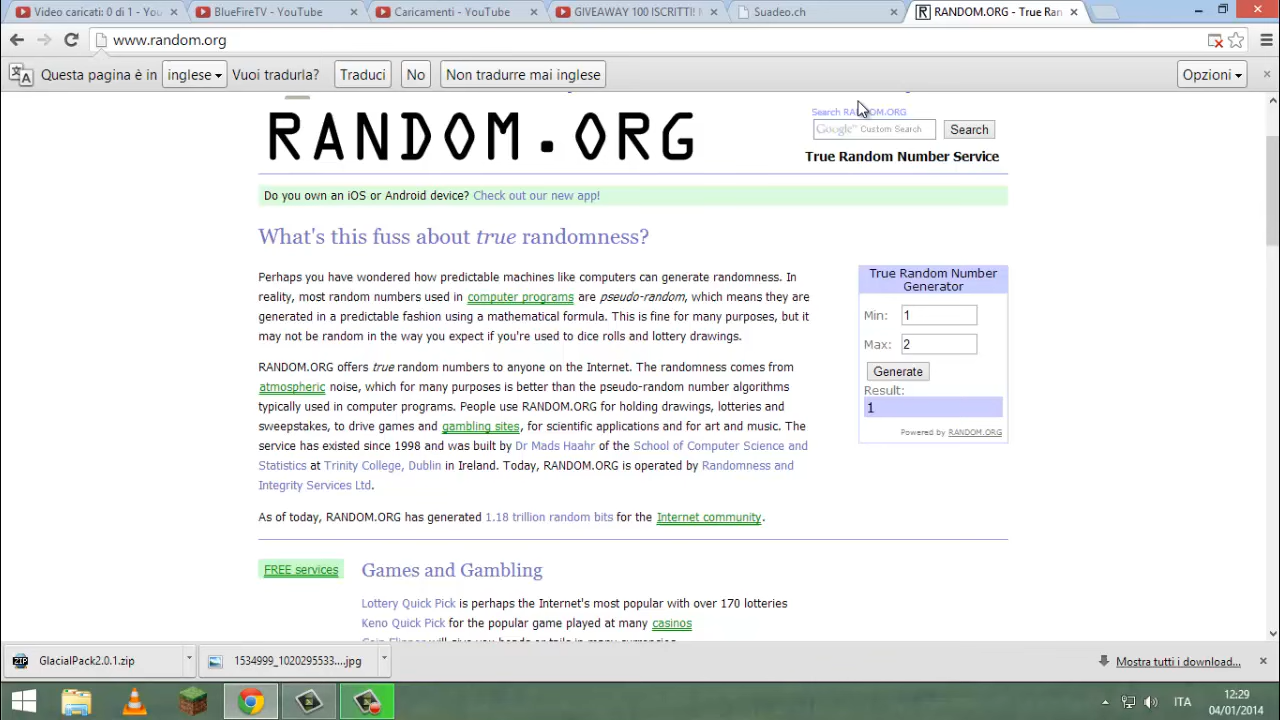 Video caricati: 0 di 1 - You
BlueFireTV - YouTube
Caricamenti - YouTube
GIVEAWAY 100 ISCRITTI!
Suadeo.ch
RANDOM.ORG - True Ran
www.random.org
Questa pagina è in inglese Vuoi tradurla? Traduci No Non tradurre mai inglese Opzioni
RANDOM.ORG
Search RANDOM.ORG
Google™ Custom Search Search
True Random Number Service
Do you own an iOS or Android device? Check out our new app!
What's this fuss about true randomness?
Perhaps you have wondered how predictable machines like computers can generate randomness. In
reality, most random numbers used in computer programs are pseudo-random, which means they are
generated in a predictable fashion using a mathematical formula. This is fine for many purposes, but it
may not be random in the way you expect if you're used to dice rolls and lottery drawings.
RANDOM.ORG offers true random numbers to anyone on the Internet. The randomness comes from
atmospheric noise, which for many purposes is better than the pseudo-random number algorithms
typically used in computer programs. People use RANDOM.ORG for holding drawings, lotteries and
sweepstakes, to drive games and gambling sites, for scientific applications and for art and music. The
service has existed since 1998 and was built by Dr Mads Haahr of the School of Computer Science and
Statistics at Trinity College, Dublin in Ireland. Today, RANDOM.ORG is operated by Randomness and
Integrity Services Ltd.
As of today, RANDOM.ORG has generated 1.18 trillion random bits for the Internet community.
True Random Number
Generator
Min: 1
Max: 2
Generate
Result:
1
Powered by RANDOM.ORG
FREE services
Games and Gambling
Lottery Quick Pick is perhaps the Internet's most popular with over 170 lotteries
Keno Quick Pick for the popular game played at many casinos
GlacialPack2.0.1.zip
1534999_1020295533....jpg
Mostra tutti i download...
ITA
12:29
04/01/2014